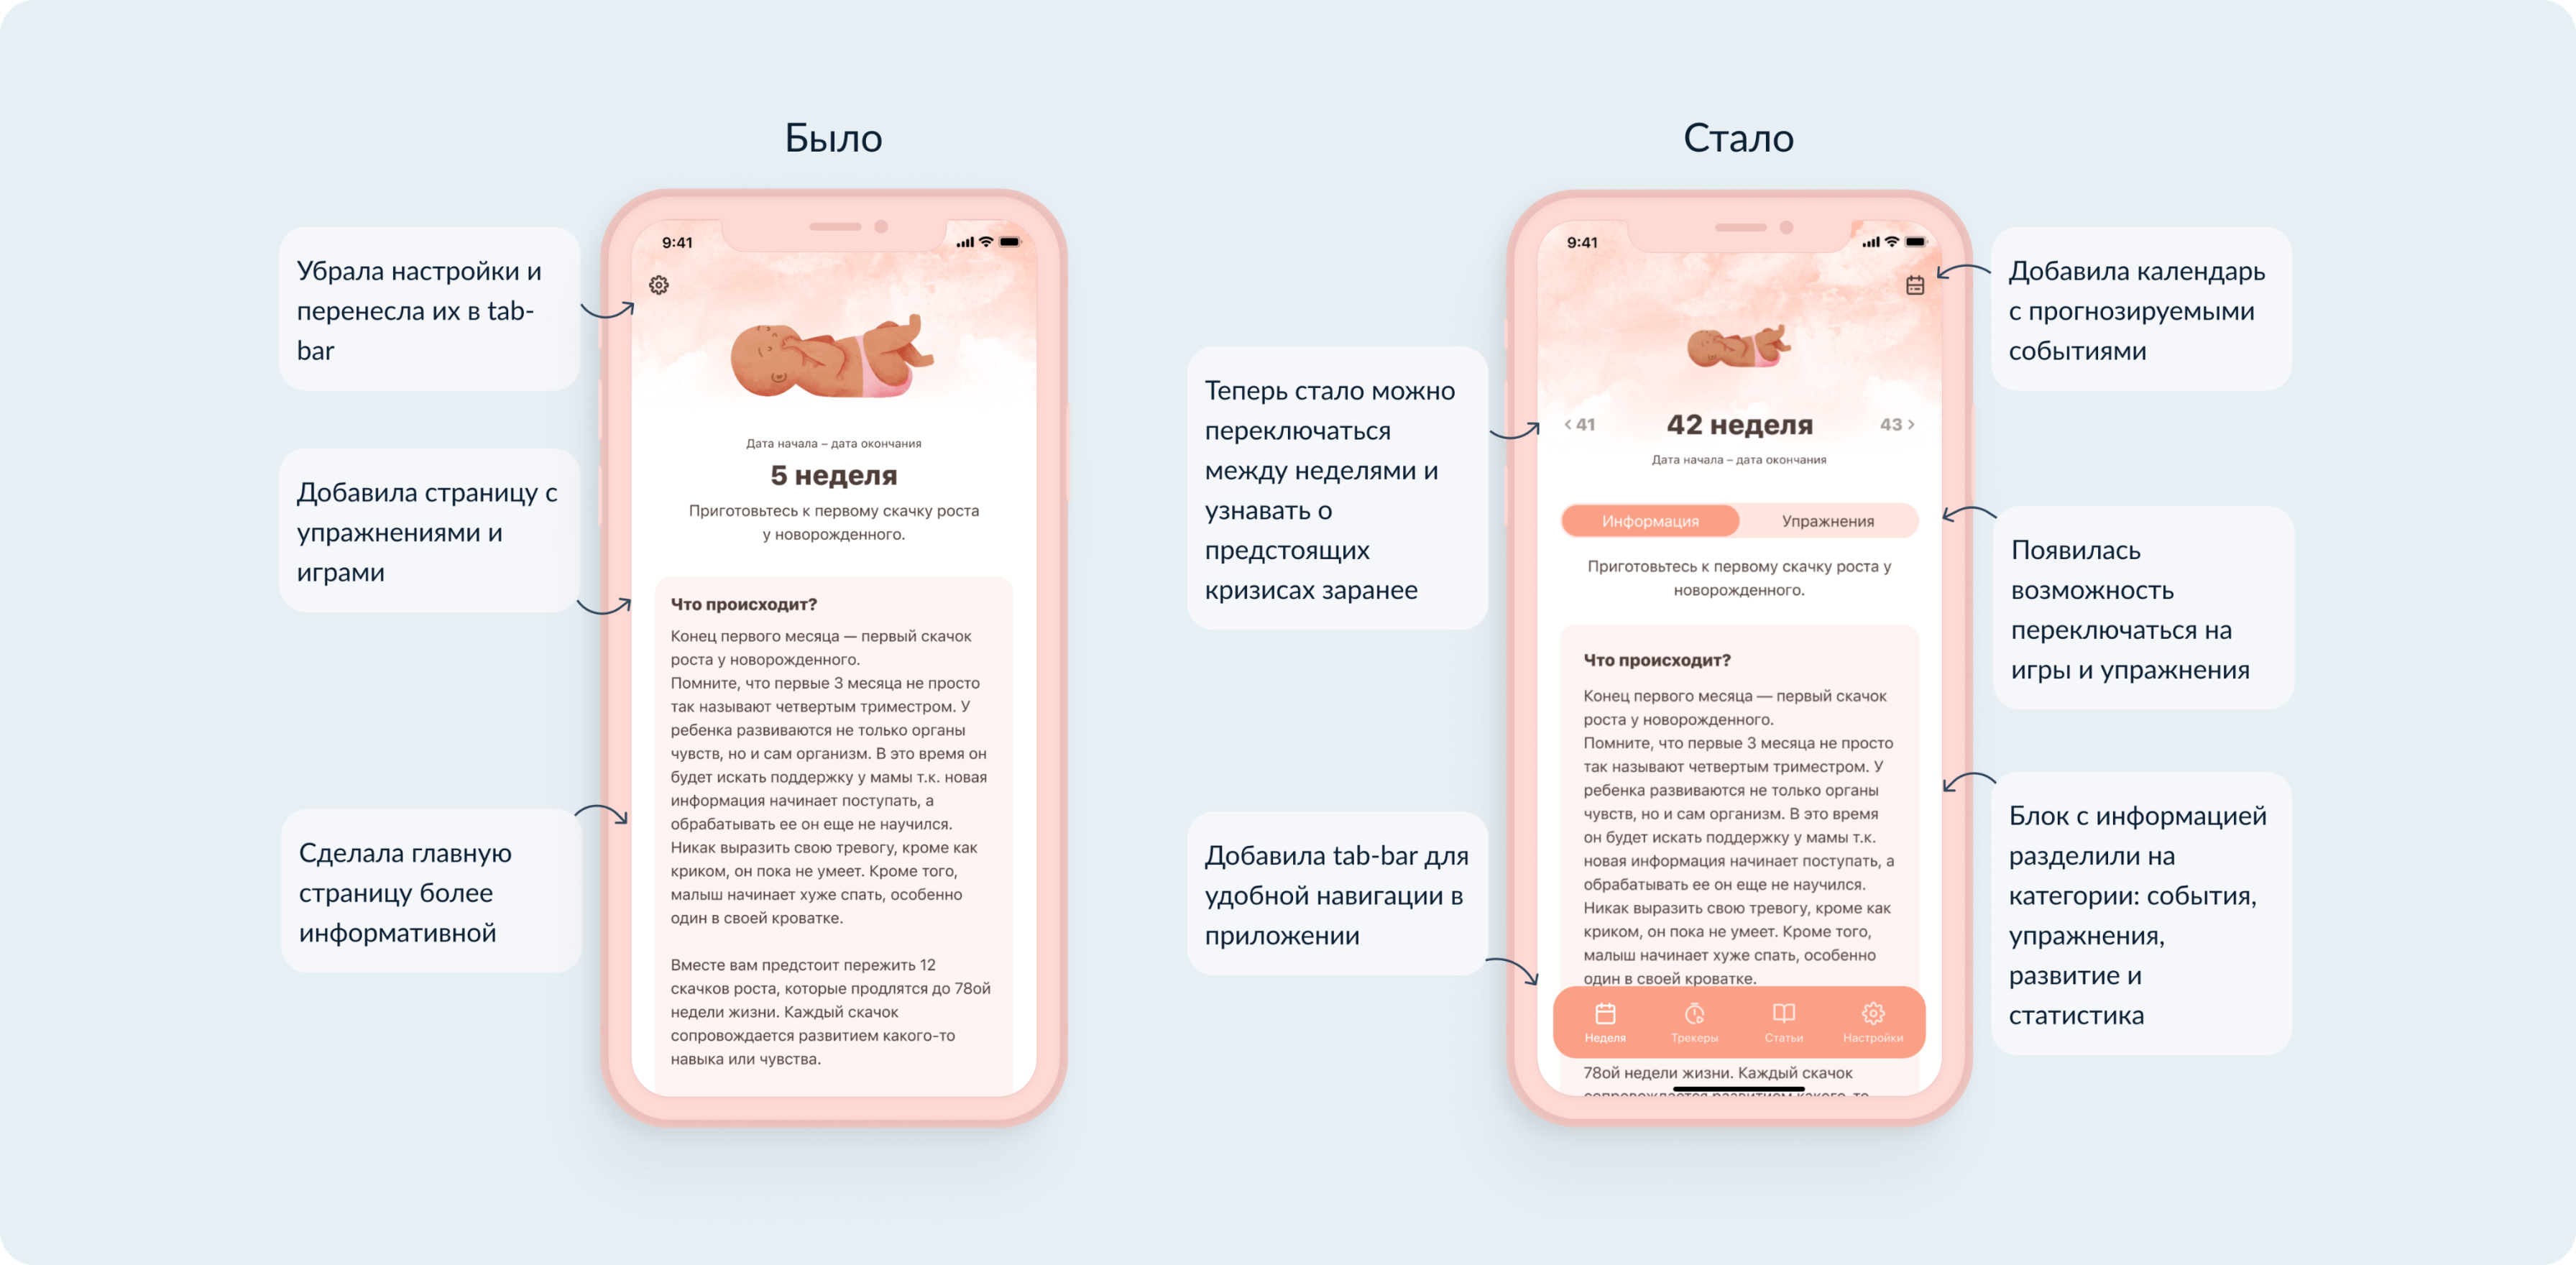 Было
Убрала настройки и
перенесла их в tab-
bar
Добавила страницу с
упражнениями и
играми
Сделала главную
страницу более
информативной
9:41
Дата начала – дата окончания
5 неделя
Приготовьтесь к первому скачку роста
у новорожденного.
Что происходит?
Конец первого месяца — первый скачок
роста у новорожденного.
Помните, что первые 3 месяца не просто
так называют четвертым триместром. У
ребенка развиваются не только органы
чувств, но и сам организм. В это время он
будет искать поддержку у мамы т.к. новая
информация начинает поступать, а
обрабатывать ее он еще не научился.
Никак выразить свою тревогу, кроме как
криком, он пока не умеет. Кроме того,
малыш начинает хуже спать, особенно
один в своей кроватке.
Вместе вам предстоит пережить 12
скачков роста, которые продлятся до 78ой
недели жизни. Каждый скачок
сопровождается развитием какого-то
навыка или чувства.
Стало
Теперь стало можно
переключаться
между неделями и
узнавать о
предстоящих
кризисах заранее
Добавила tab-bar для
удобной навигации в
приложении
9:41
< 41 42 неделя 43 >
Дата начала – дата окончания
Информация Упражнения
Приготовьтесь к первому скачку роста у
новорожденного.
Что происходит?
Конец первого месяца — первый скачок
роста у новорожденного.
Помните, что первые 3 месяца не просто
так называют четвертым триместром. У
ребенка развиваются не только органы
чувств, но и сам организм. В это время
он будет искать поддержку у мамы т.к.
новая информация начинает поступать, а
обрабатывать ее он еще не научился.
Никак выразить свою тревогу, кроме как
криком, он пока не умеет. Кроме того,
малыш начинает хуже спать, особенно
один в своей кроватке.
Неделя Трекеры Статьи Настройки
78ой недели жизни. Каждый скачок
сопровождается развитием какого-то
Добавила календарь
с прогнозируемыми
событиями
Появилась
возможность
переключаться на
игры и упражнения
Блок с информацией
разделили на
категории: события,
упражнения,
развитие и
статистика